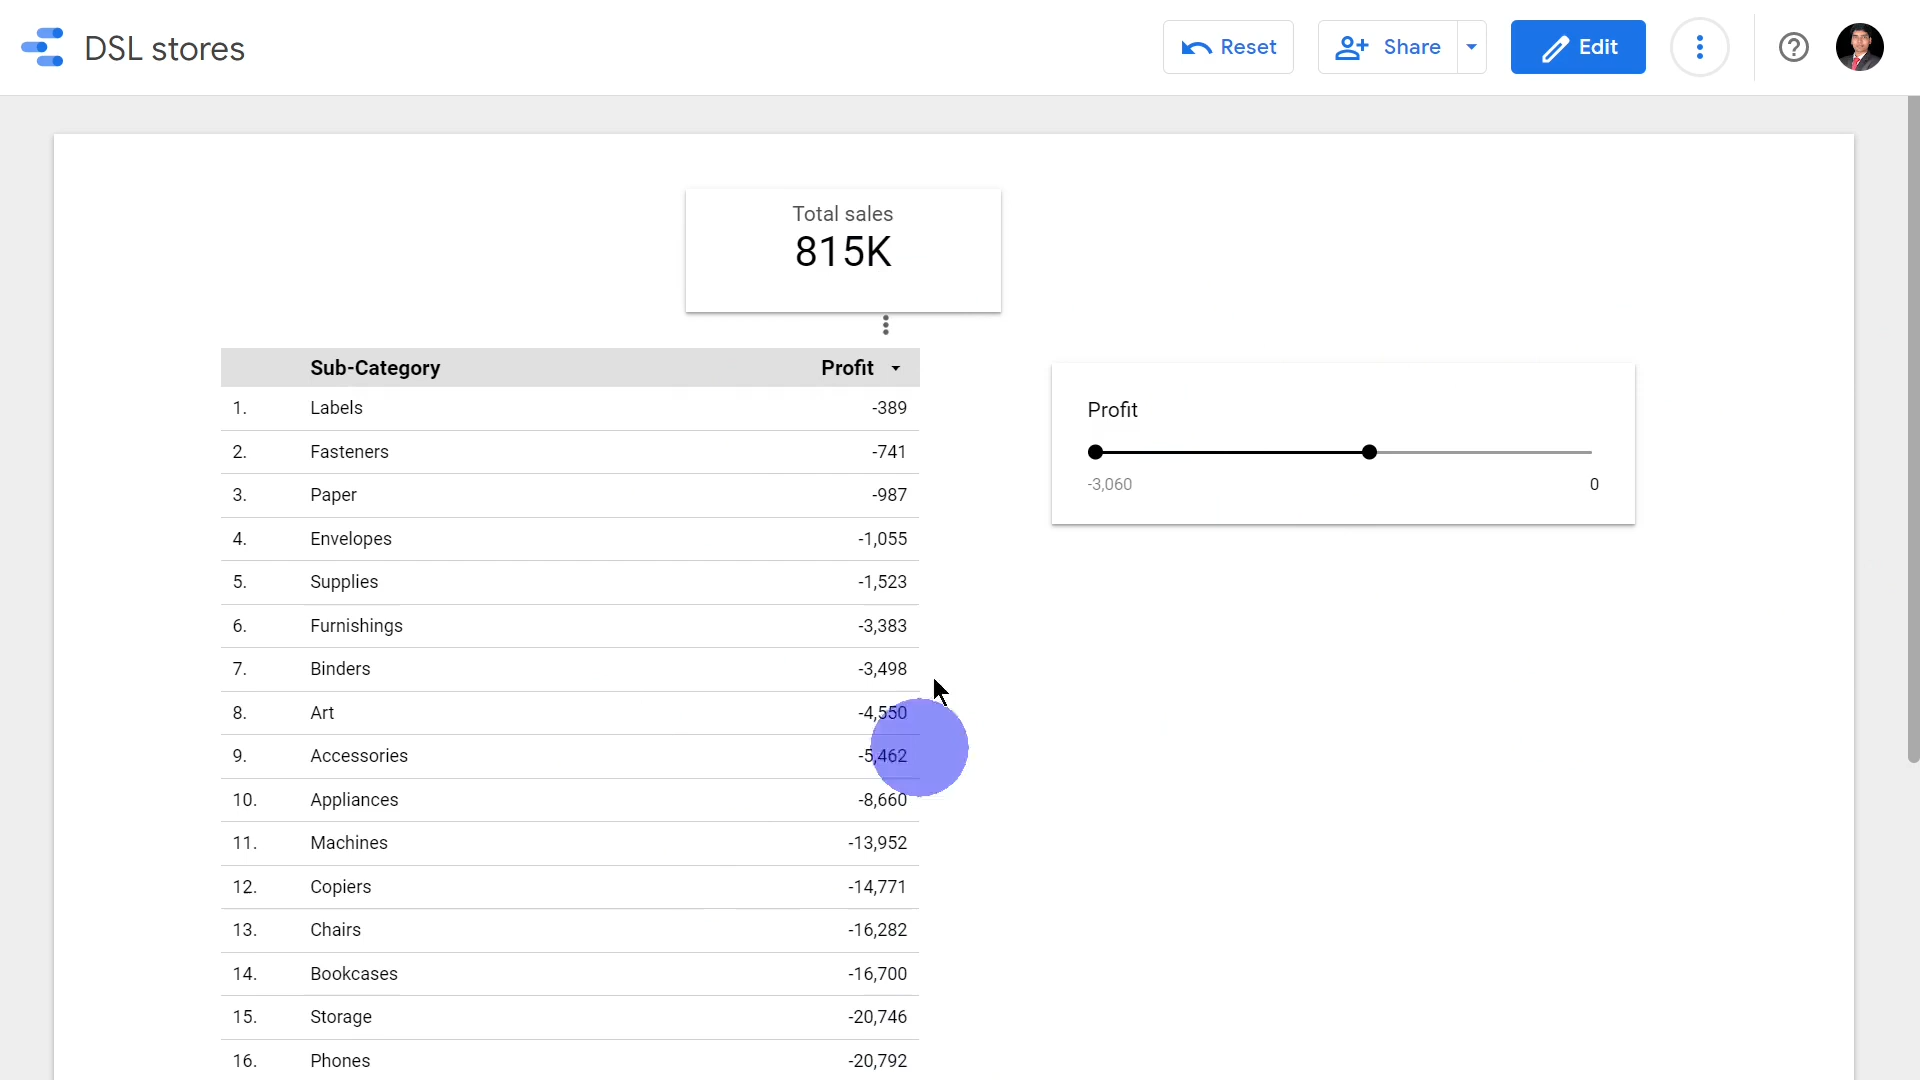 DSL stores
Reset
Share
Edit
Total sales
815K
Sub-Category Profit
1. Labels -389
2. Fasteners -741
3. Paper -987
4. Envelopes -1,055
5. Supplies -1,523
6. Furnishings -3,383
7. Binders -3,498
8. Art -4,550
9. Accessories -5,462
10. Appliances -8,660
11. Machines -13,952
12. Copiers -14,771
13. Chairs -16,282
14. Bookcases -16,700
15. Storage -20,746
16. Phones -20,792
Profit
-3,060 0